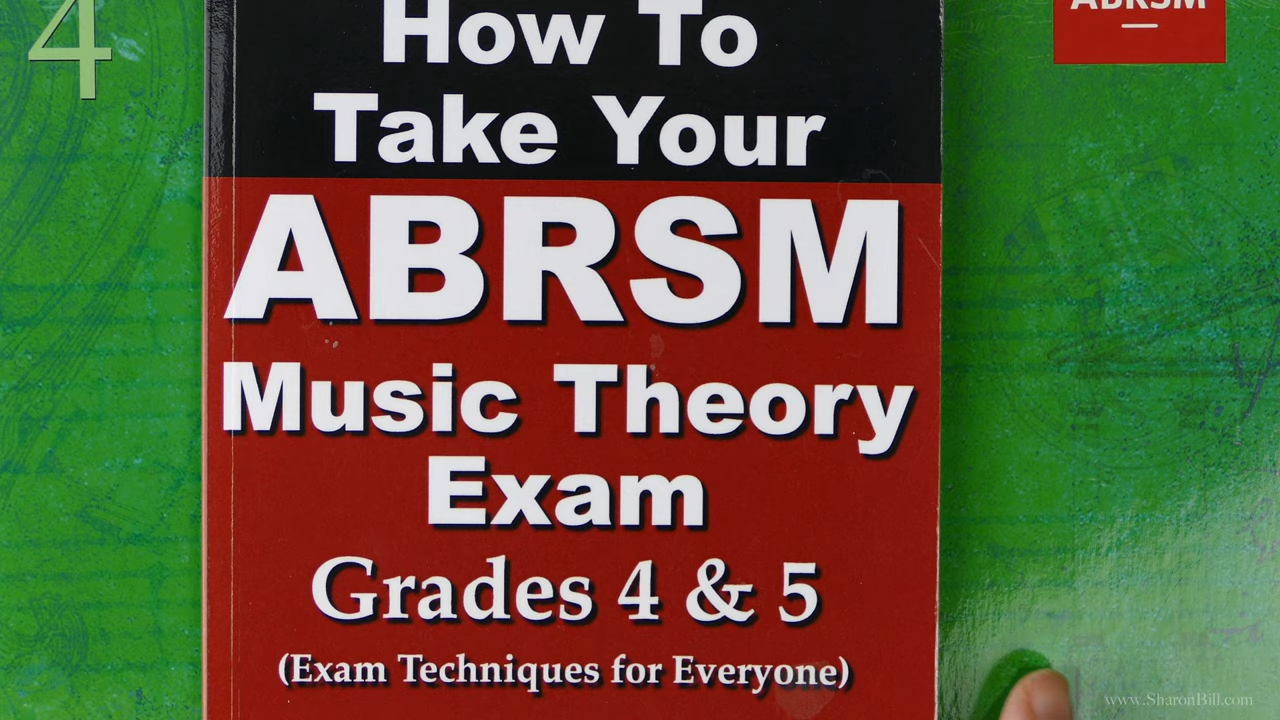 4
ABRSM
How To
Take Your
ABRSM
Music Theory
Exam
Grades 4 & 5
(Exam Techniques for Everyone)
www.SharonBill.com